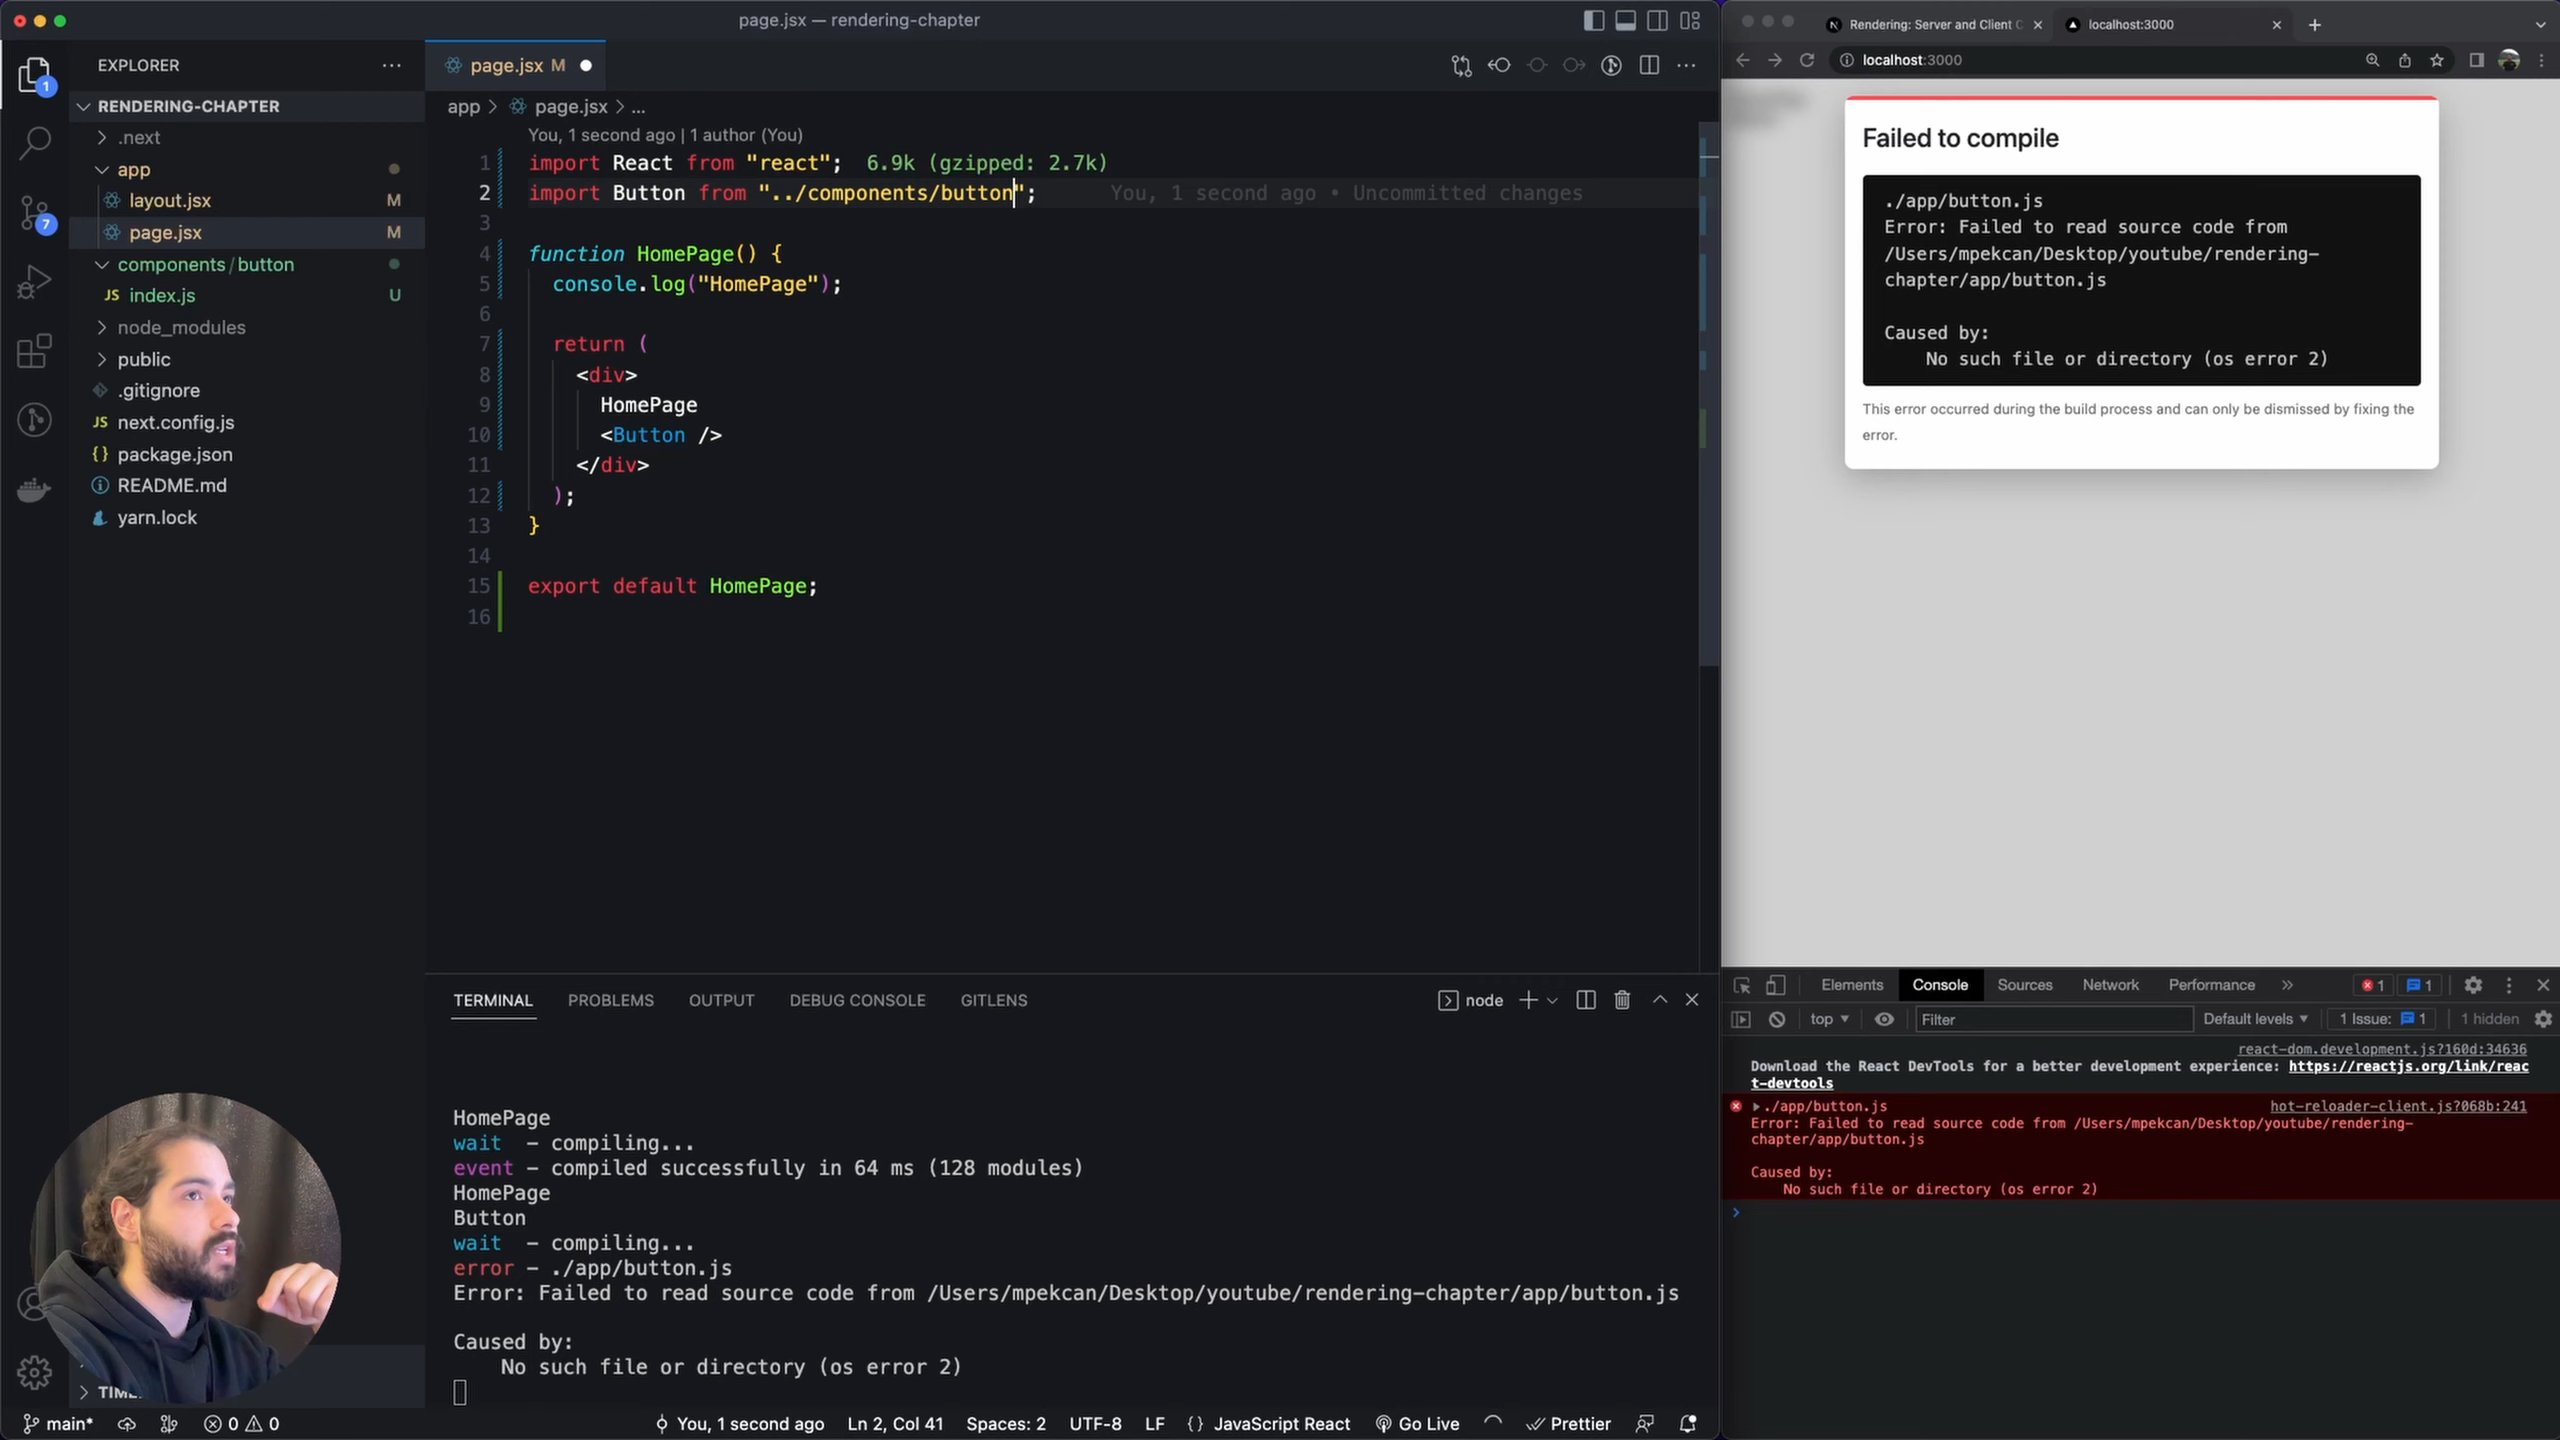 page.jsx — rendering-chapter
EXPLORER
RENDERING-CHAPTER
.next
app
layout.jsx M
page.jsx M
components/button
JS index.js U
node_modules
public
.gitignore
JS next.config.js
{} package.json
README.md
yarn.lock
1
7
page.jsx M
app > page.jsx > ...
You, 1 second ago | 1 author (You)
1 import React from "react"; 6.9k (gzipped: 2.7k)
2 import Button from "../components/button"; You, 1 second ago • Uncommitted changes
3
4 function HomePage() {
5 console.log("HomePage");
6
7 return (
8 <div>
9 HomePage
10 <Button />
11 </div>
12 );
13 }
14
15 export default HomePage;
16
TERMINAL PROBLEMS OUTPUT DEBUG CONSOLE GITLENS
node
HomePage
wait - compiling...
event - compiled successfully in 64 ms (128 modules)
HomePage
Button
wait - compiling...
error - ./app/button.js
Error: Failed to read source code from /Users/mpekcan/Desktop/youtube/rendering-chapter/app/button.js
Caused by:
No such file or directory (os error 2)
main* 0 0 You, 1 second ago Ln 2, Col 41 Spaces: 2 UTF-8 LF {} JavaScript React Go Live Prettier
Rendering: Server and Client C
localhost:3000
localhost:3000
Failed to compile
./app/button.js
Error: Failed to read source code from
/Users/mpekcan/Desktop/youtube/rendering-
chapter/app/button.js
Caused by:
No such file or directory (os error 2)
This error occurred during the build process and can only be dismissed by fixing the
error.
Elements Console Sources Network Performance » 1 1
top Filter Default levels 1 Issue: 1 1 hidden
react-dom.development.js?160d:34636
Download the React DevTools for a better development experience: https://reactjs.org/link/reac
t-devtools
./app/button.js hot-reloader-client.js?068b:241
Error: Failed to read source code from /Users/mpekcan/Desktop/youtube/rendering-
chapter/app/button.js
Caused by:
No such file or directory (os error 2)